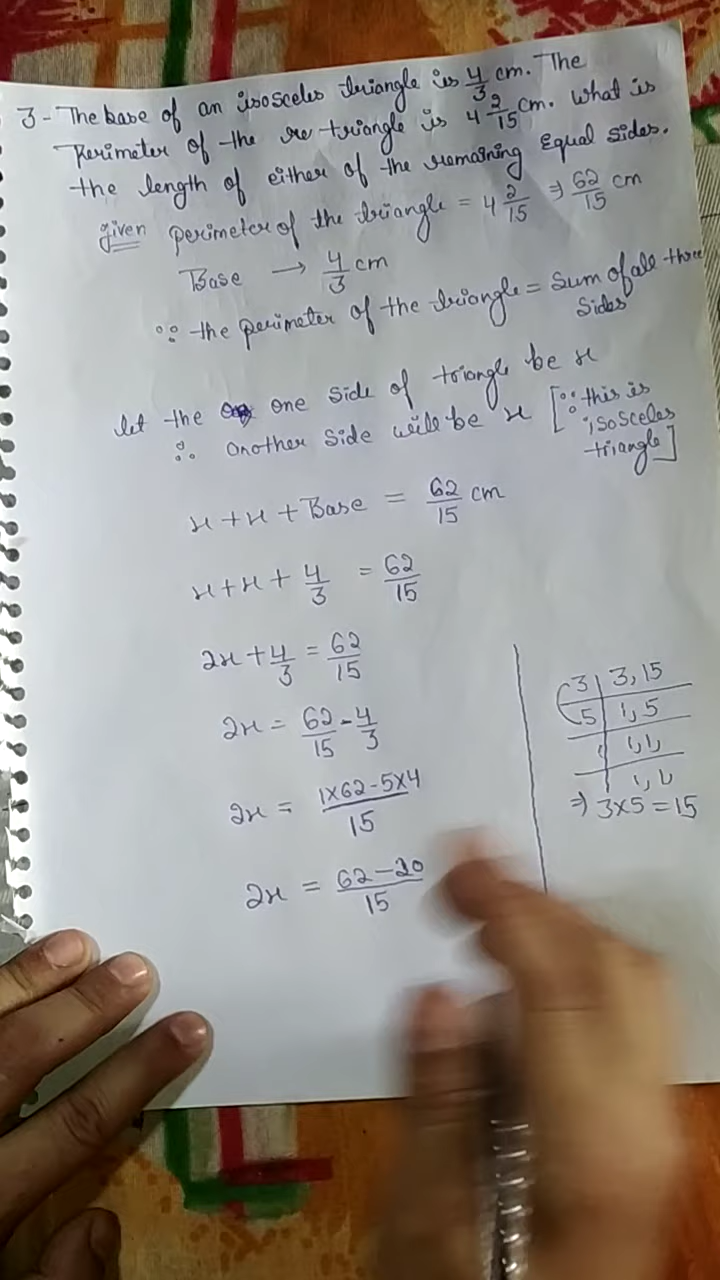 3- The base of an isosceles triangle is 4/3 cm. The
Perimeter of the re triangle is 4 2/15 cm. What is
the length of either of the remaining Equal sides.
given perimeter of the triangle = 4 2/15 ⇒ 62/15 cm
Base → 4/3 cm
∵ the perimeter of the triangle = Sum of all three
Sides
let the one side of triangle be x
∴ another side will be x [∵ this is
isosceles
triangle]
x + x + Base = 62/15 cm
x + x + 4/3 = 62/15
2x + 4/3 = 62/15
2x = 62/15 - 4/3
2x = 1×62-5×4/15
2x = 62-20/15
3 | 3, 15
5 | 1, 5
1 | 1, 1
1, 1
⇒ 3×5 = 15